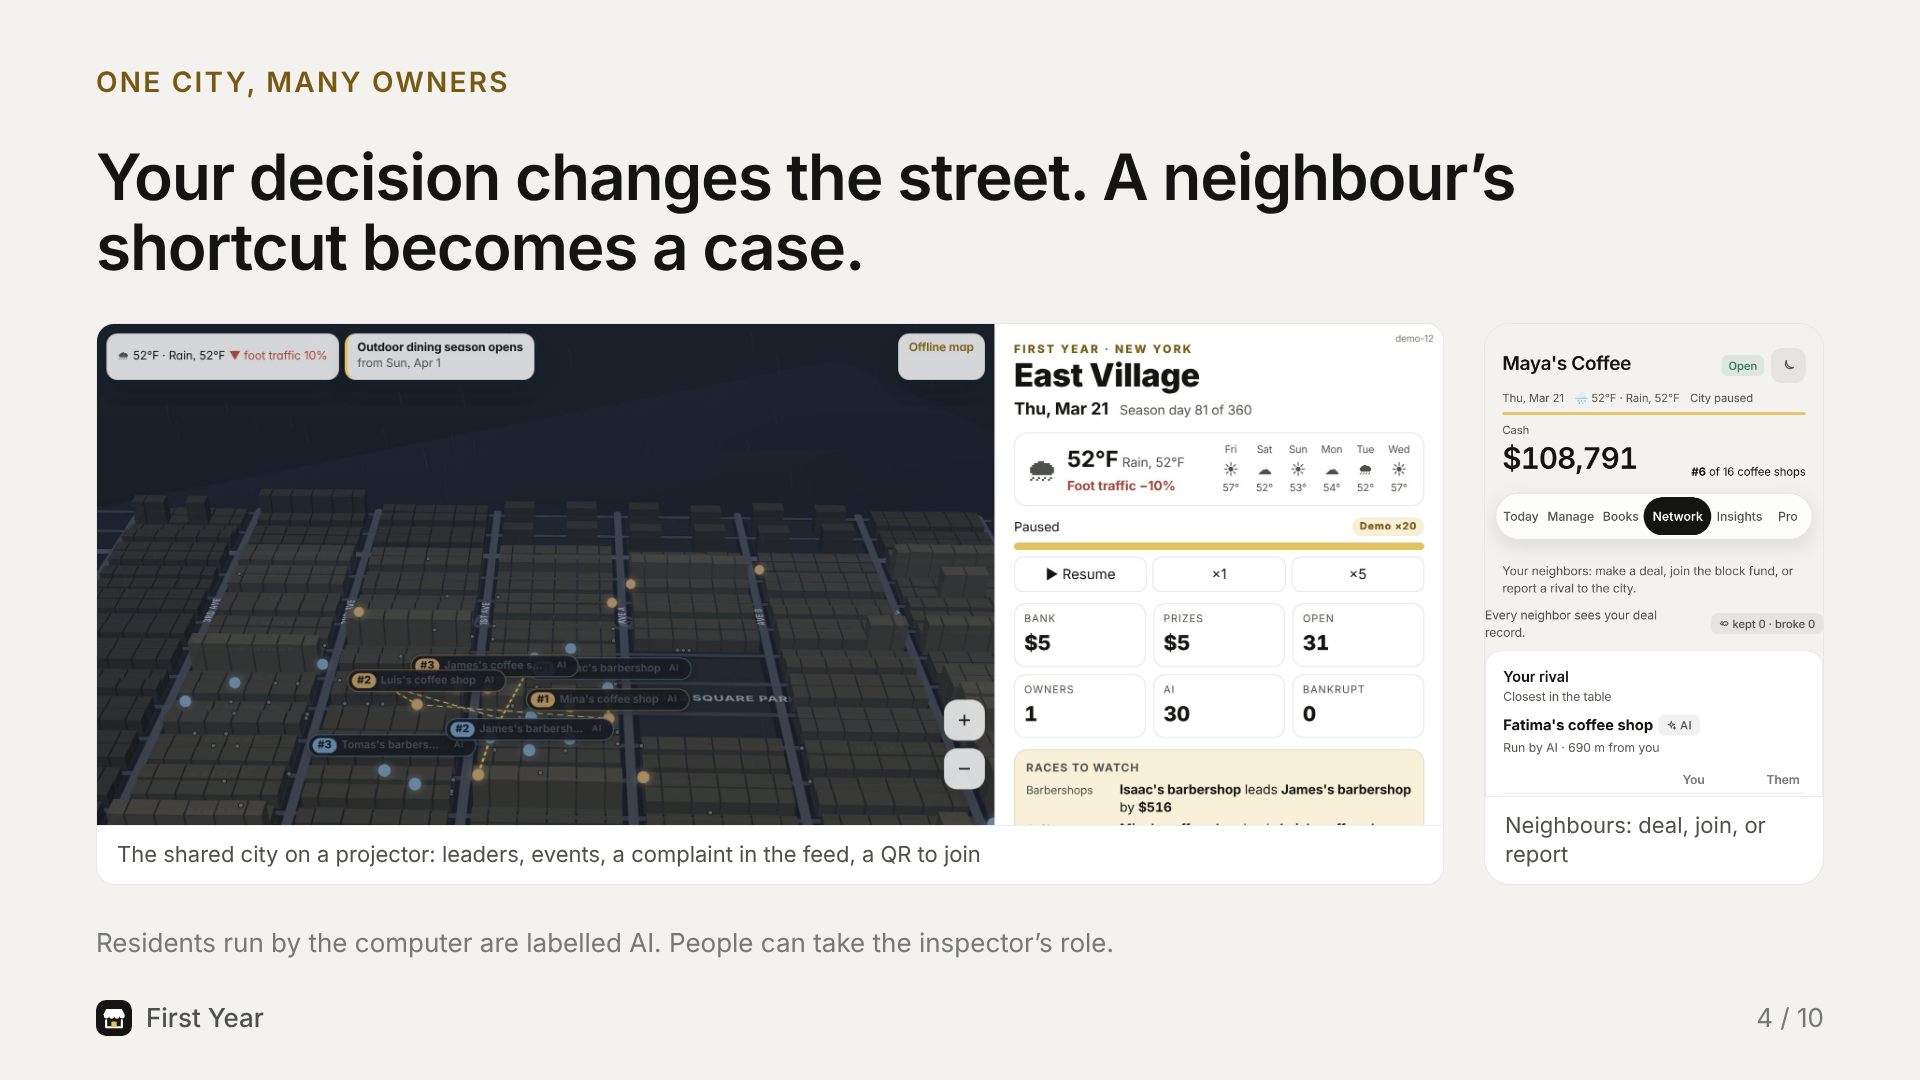 ONE CITY, MANY OWNERS
Your decision changes the street. A neighbour’s
shortcut becomes a case.
52°F · Rain, 52°F ▼ foot traffic 10%
Outdoor dining season opens
from Sun, Apr 1
Offline map
3RD AVE
1ST AVE
AVE A
AVE B
#3 James's coffee s... AI
ac's barbershop AI
#2 Luis's coffee shop AI
#1 Mina's coffee shop AI
SQUARE PAR
#2 James's barbersh... AI
#3 Tomas's barbers... AI
+
−
demo-12
FIRST YEAR · NEW YORK
East Village
Thu, Mar 21 Season day 81 of 360
52°F Rain, 52°F
Foot traffic −10%
Fri Sat Sun Mon Tue Wed
57° 52° 53° 54° 52° 57°
Paused
Demo ×20
▶ Resume ×1 ×5
BANK PRIZES OPEN
$5 $5 31
OWNERS AI BANKRUPT
1 30 0
RACES TO WATCH
Barbershops Isaac's barbershop leads James's barbershop
by $516
The shared city on a projector: leaders, events, a complaint in the feed, a QR to join
Maya's Coffee
Open
Thu, Mar 21 52°F · Rain, 52°F City paused
Cash
$108,791
#6 of 16 coffee shops
Today Manage Books Network Insights Pro
Your neighbors: make a deal, join the block fund, or
report a rival to the city.
Every neighbor sees your deal
record.
kept 0 · broke 0
Your rival
Closest in the table
Fatima's coffee shop AI
Run by AI · 690 m from you
You Them
Neighbours: deal, join, or
report
Residents run by the computer are labelled AI. People can take the inspector’s role.
First Year
4 / 10